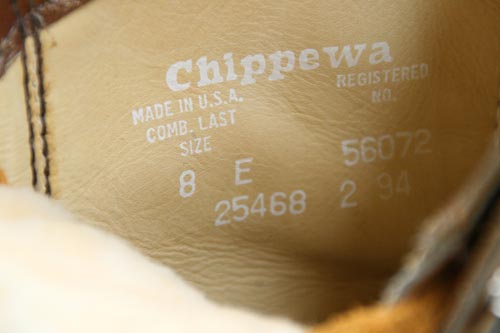 Chippewa
MADE IN U.S.A.
COMB. LAST
SIZE
REGISTERED
NO.
8 E 56072
25468 2 94